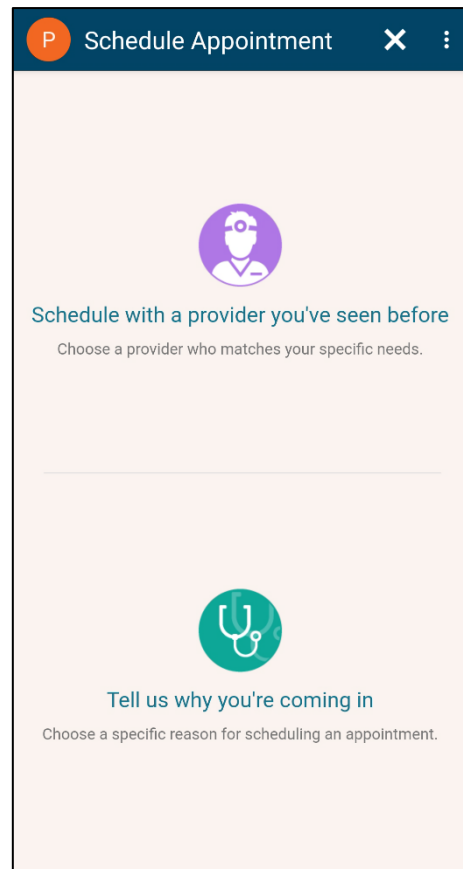 P Schedule Appointment
Schedule with a provider you've seen before
Choose a provider who matches your specific needs.
Tell us why you're coming in
Choose a specific reason for scheduling an appointment.